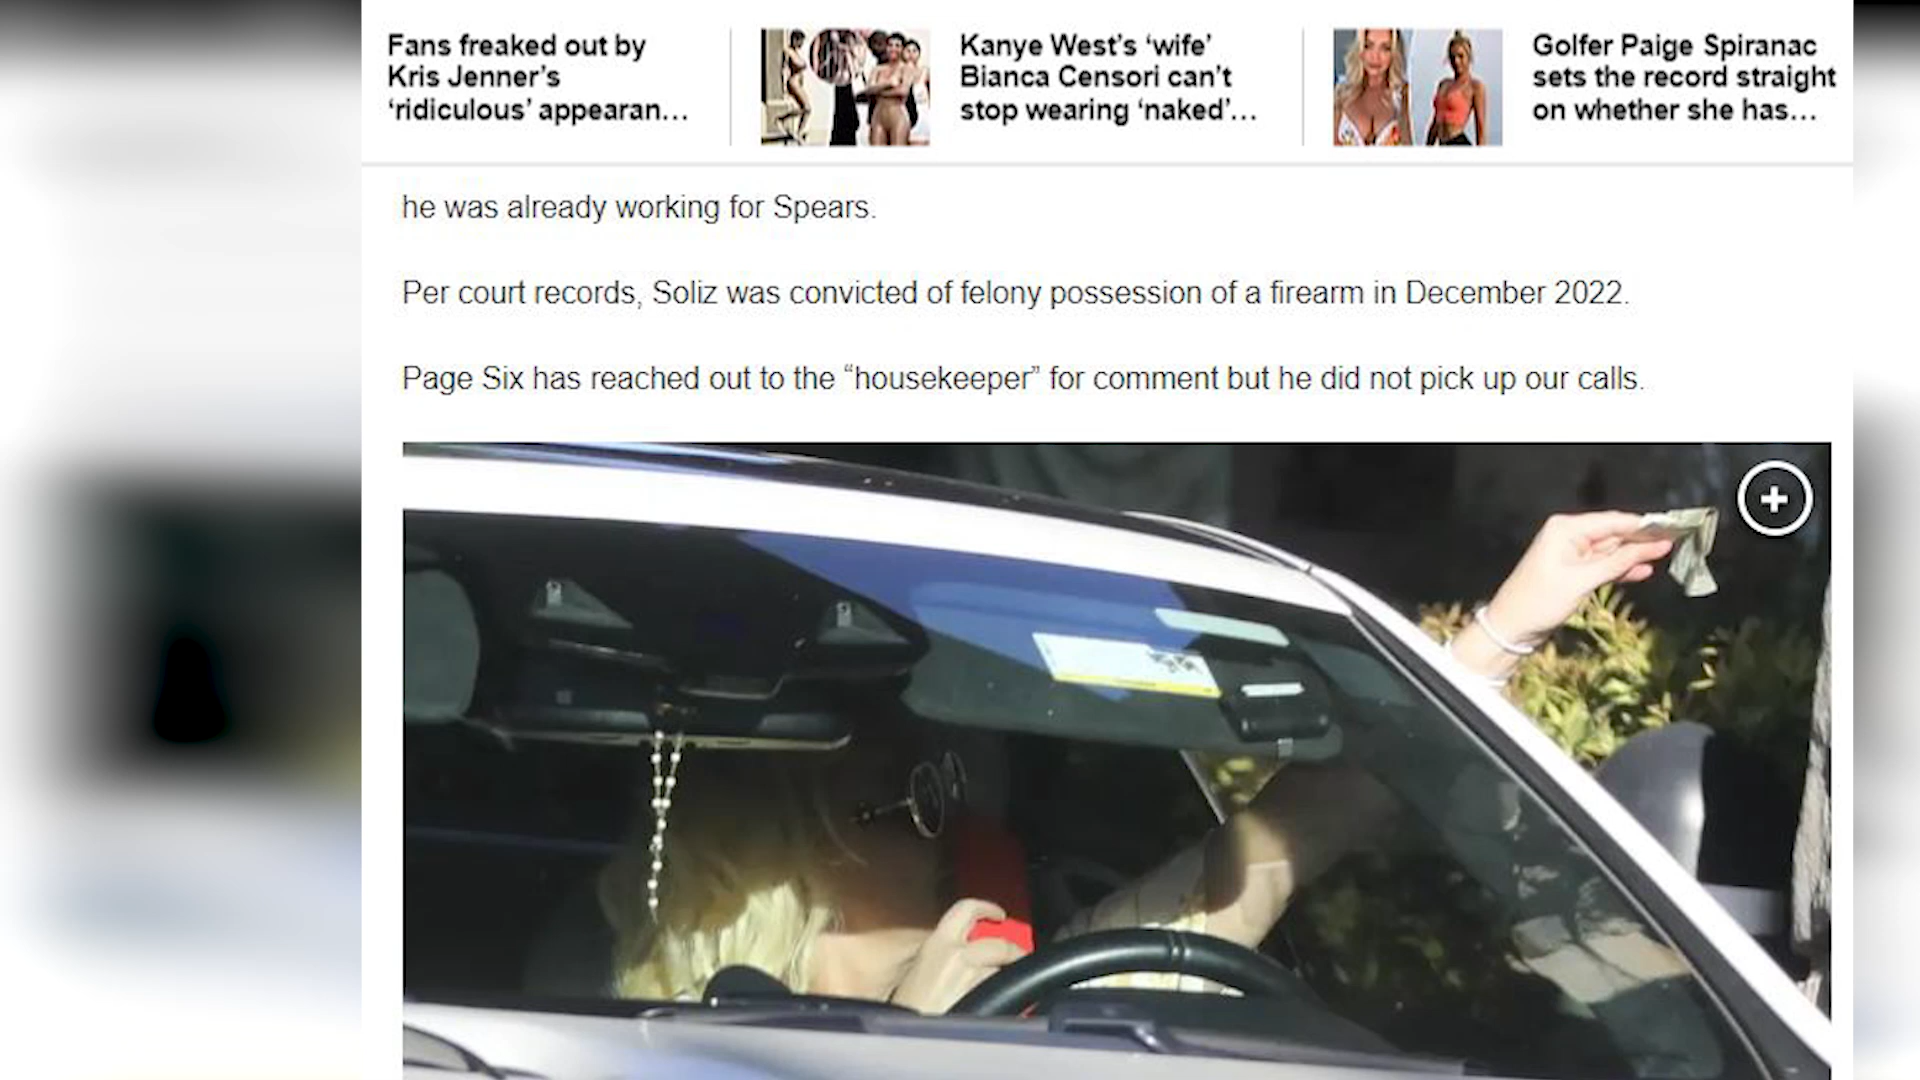 Fans freaked out by
Kris Jenner's
'ridiculous' appearan...
Kanye West's 'wife'
Bianca Censori can't
stop wearing 'naked'...
Golfer Paige Spiranac
sets the record straight
on whether she has...
he was already working for Spears.
Per court records, Soliz was convicted of felony possession of a firearm in December 2022.
Page Six has reached out to the “housekeeper” for comment but he did not pick up our calls.